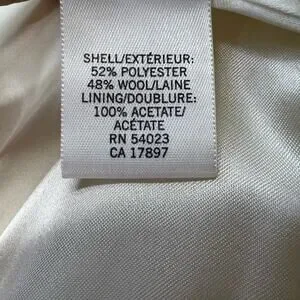 SHELL/EXTÉRIEUR:
52% POLYESTER
48% WOOL/LAINE
LINING/DOUBLURE:
100% ACETATE/
ACÉTATE
RN 54023
CA 17897